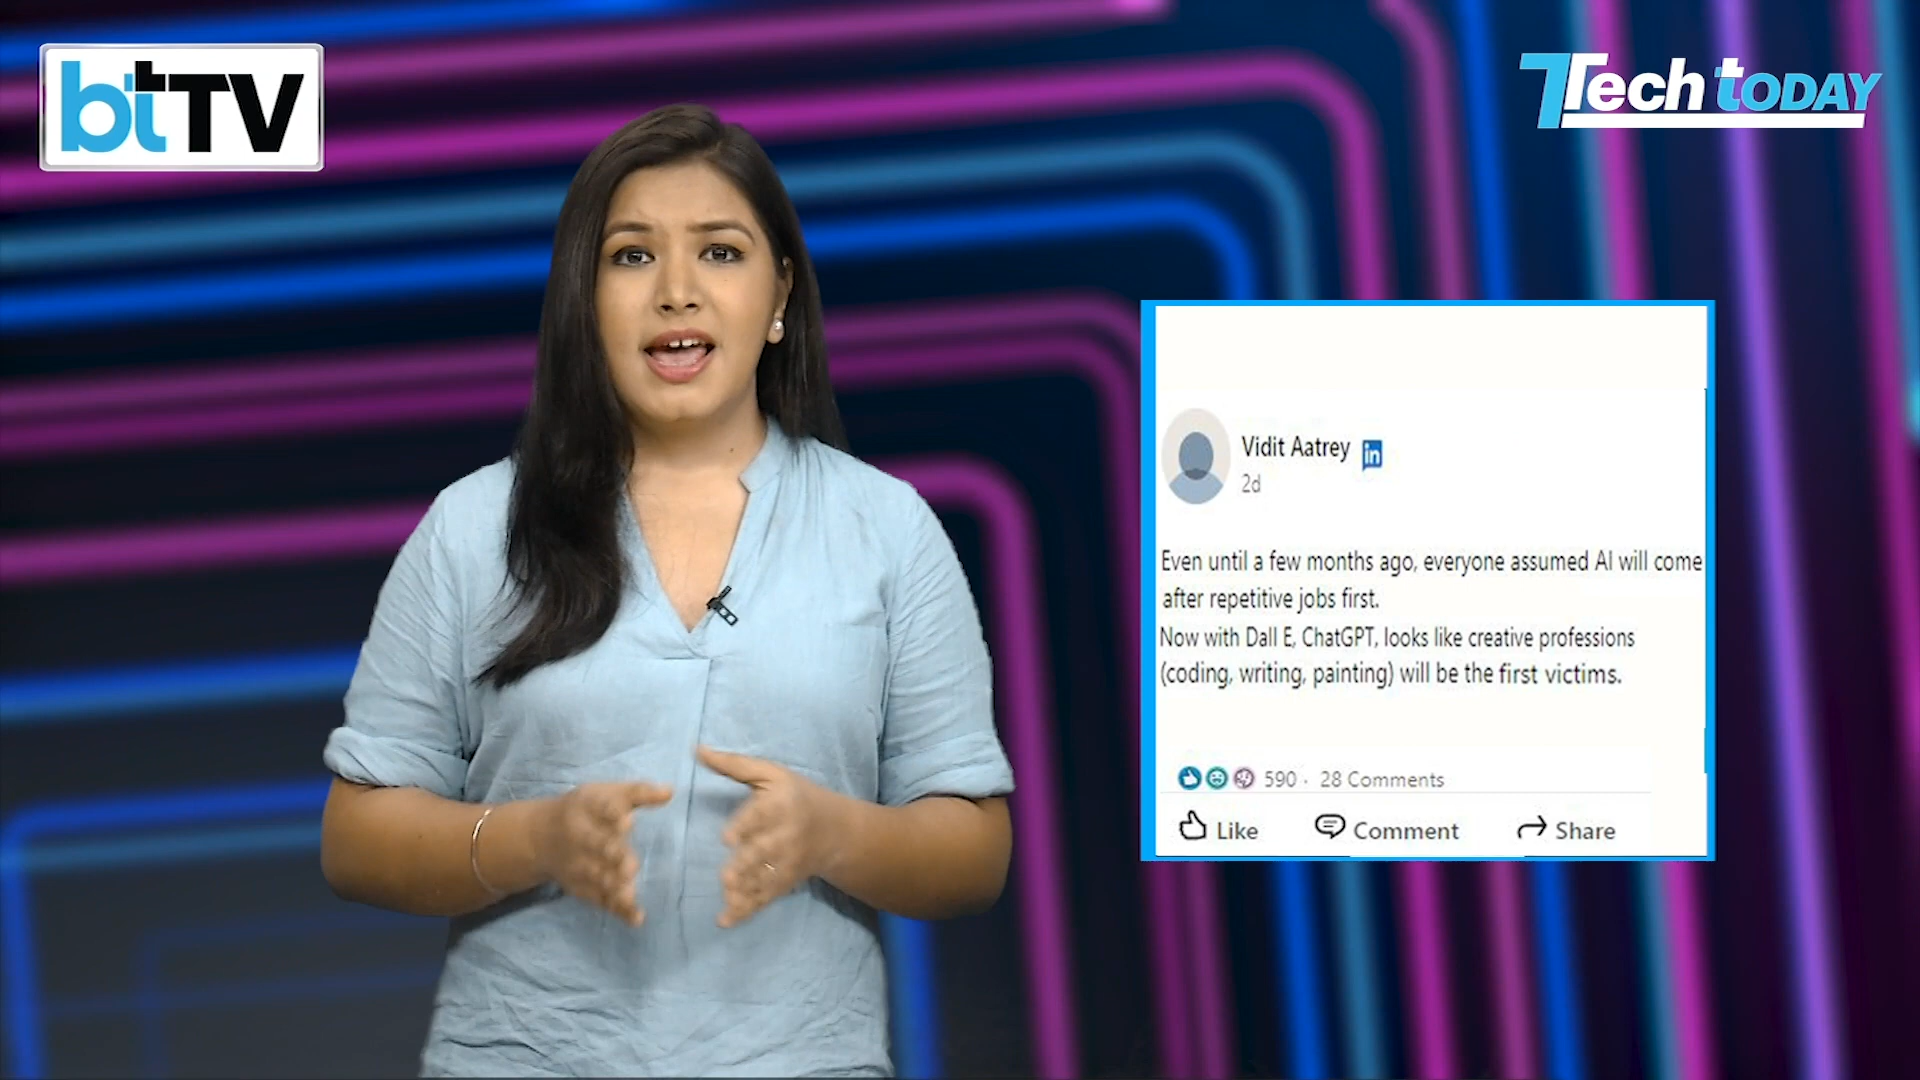 btTV
Tech tODAY
Vidit Aatrey in
2d
Even until a few months ago, everyone assumed AI will come
after repetitive jobs first.
Now with Dall E, ChatGPT, looks like creative professions
(coding, writing, painting) will be the first victims.
590 · 28 Comments
Like Comment Share